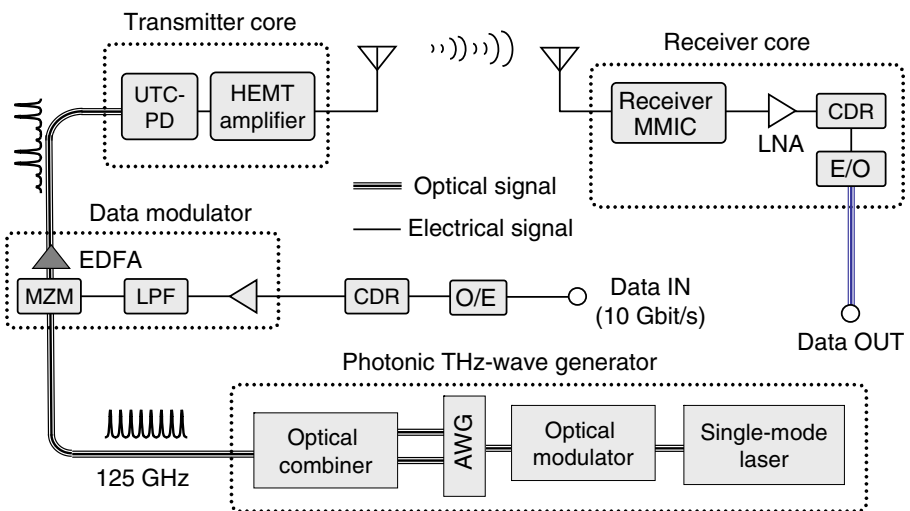 Transmitter core
UTC-
PD
HEMT
amplifier
Receiver core
Receiver
MMIC
LNA
CDR
E/O
Optical signal
Electrical signal
Data modulator
EDFA
MZM
LPF
CDR
O/E
Data IN
(10 Gbit/s)
Data OUT
Photonic THz-wave generator
125 GHz
Optical
combiner
AWG
Optical
modulator
Single-mode
laser